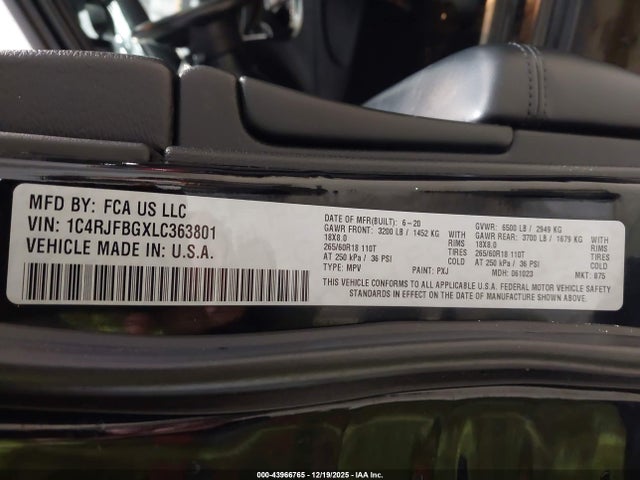 MFD BY: FCA US LLC
VIN: 1C4RJFBGXLC363801
VEHICLE MADE IN: U.S.A.
DATE OF MFR(BUILT): 6-20
GAWR FRONT: 3200 LB / 1452 KG WITH
18X8.0 RIMS
265/60R18 110T TIRES
AT 250 kPa / 36 PSI COLD
TYPE: MPV PAINT: PXJ
GVWR: 6500 LB / 2949 KG
GAWR REAR: 3700 LB / 1679 KG WITH
18X8.0 RIMS
265/60R18 110T TIRES
AT 250 kPa / 36 PSI COLD
MDH: 061023 MKT: 875
THIS VEHICLE CONFORMS TO ALL APPLICABLE U.S.A. FEDERAL MOTOR VEHICLE SAFETY
STANDARDS IN EFFECT ON THE DATE OF MANUFACTURE SHOWN ABOVE.
000-43966765 - 12/19/2025 - IAA Inc.